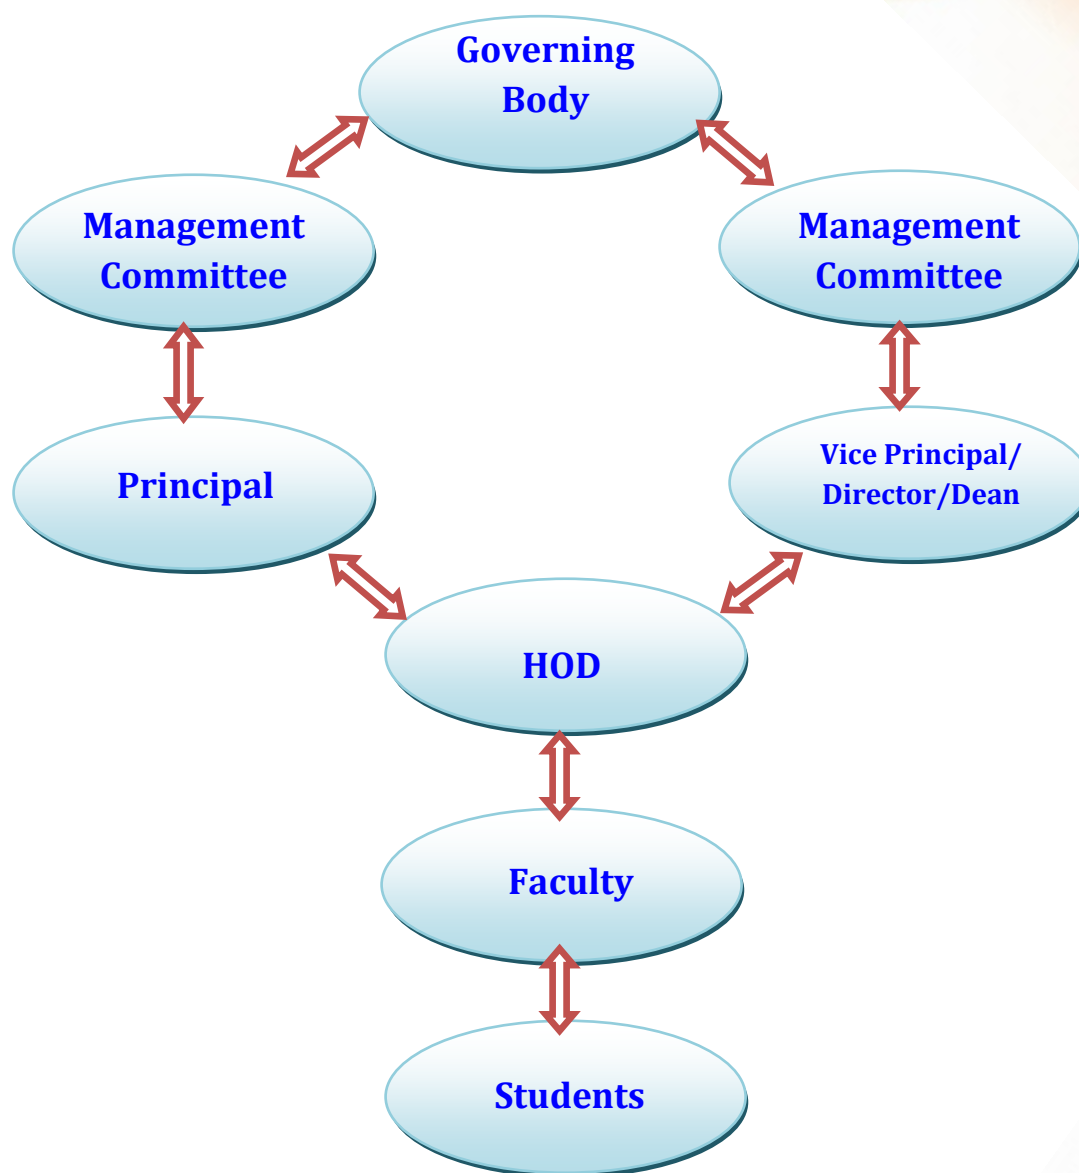 Governing
Body
Management
Committee
Management
Committee
Principal
Vice Principal/
Director/Dean
HOD
Faculty
Students